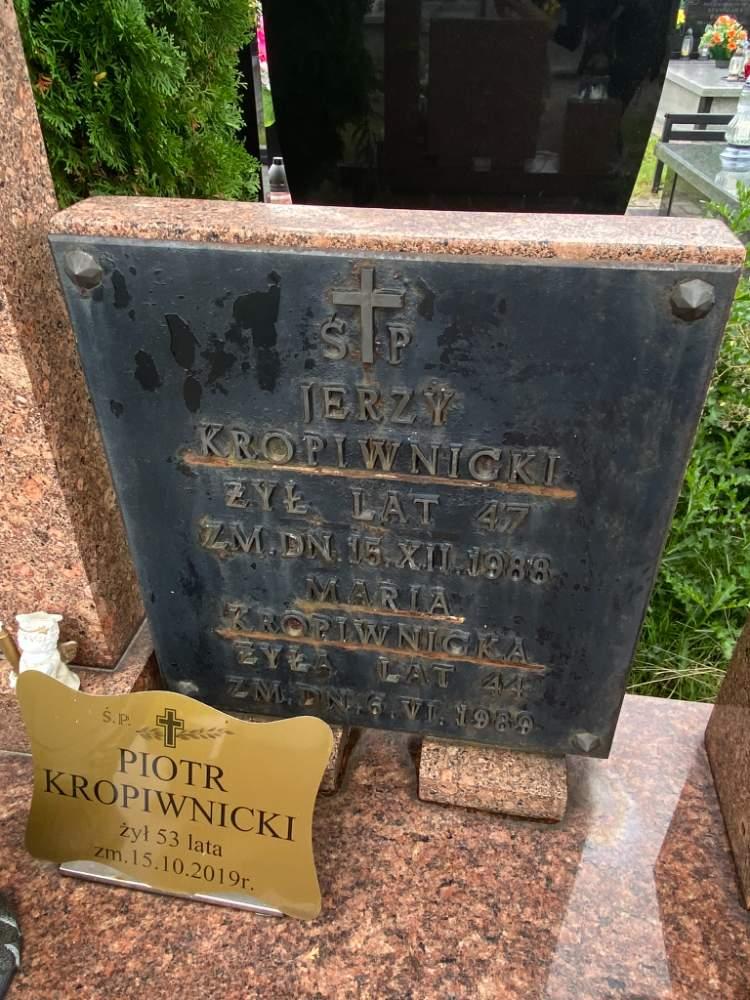 Ś P
JERZY
KROPIWNICKI
ŻYŁ LAT 47
ZM. DN. 15. XII. 1988
MARIA
KROPIWNICKA
ŻYŁA LAT 44
ZM. DN. 6. VI. 1989
Ś.P.
PIOTR
KROPIWNICKI
żył 53 lata
zm.15.10.2019r.